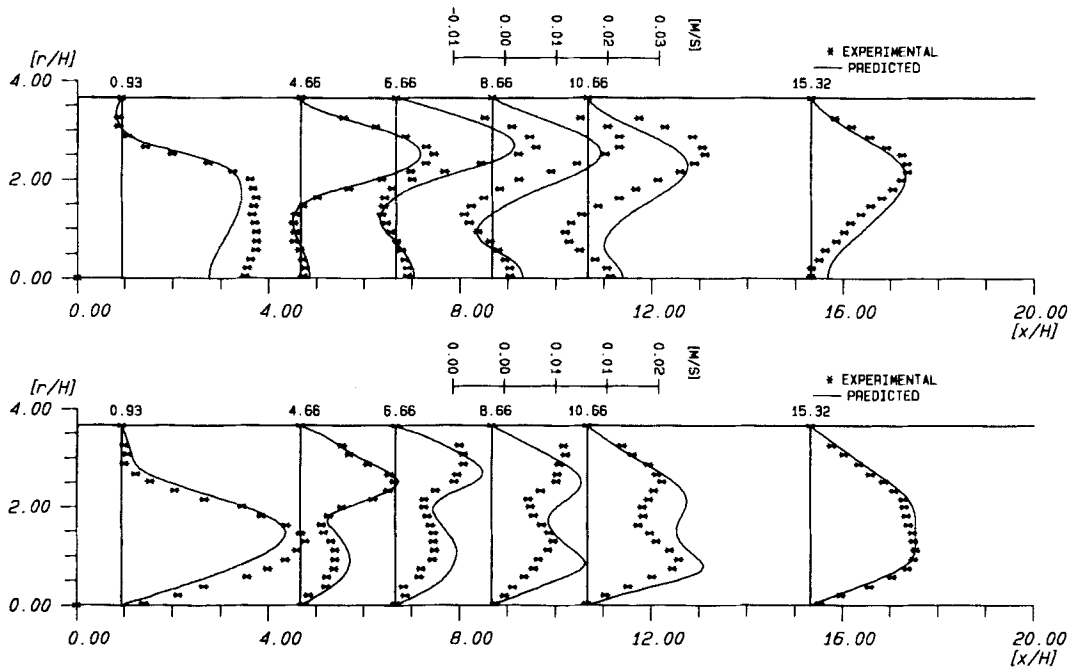 -0.01 0.00 0.01 0.02 0.03 [M/S]
[r/H]
* EXPERIMENTAL
— PREDICTED
4.00
0.93 4.66 6.66 8.66 10.66 15.32
2.00
0.00
0.00 4.00 8.00 12.00 16.00 20.00
[x/H]
0.00 0.00 0.01 0.01 0.02 [M/S]
[r/H]
* EXPERIMENTAL
— PREDICTED
4.00
0.93 4.66 6.66 8.66 10.66 15.32
2.00
0.00
0.00 4.00 8.00 12.00 16.00 20.00
[x/H]